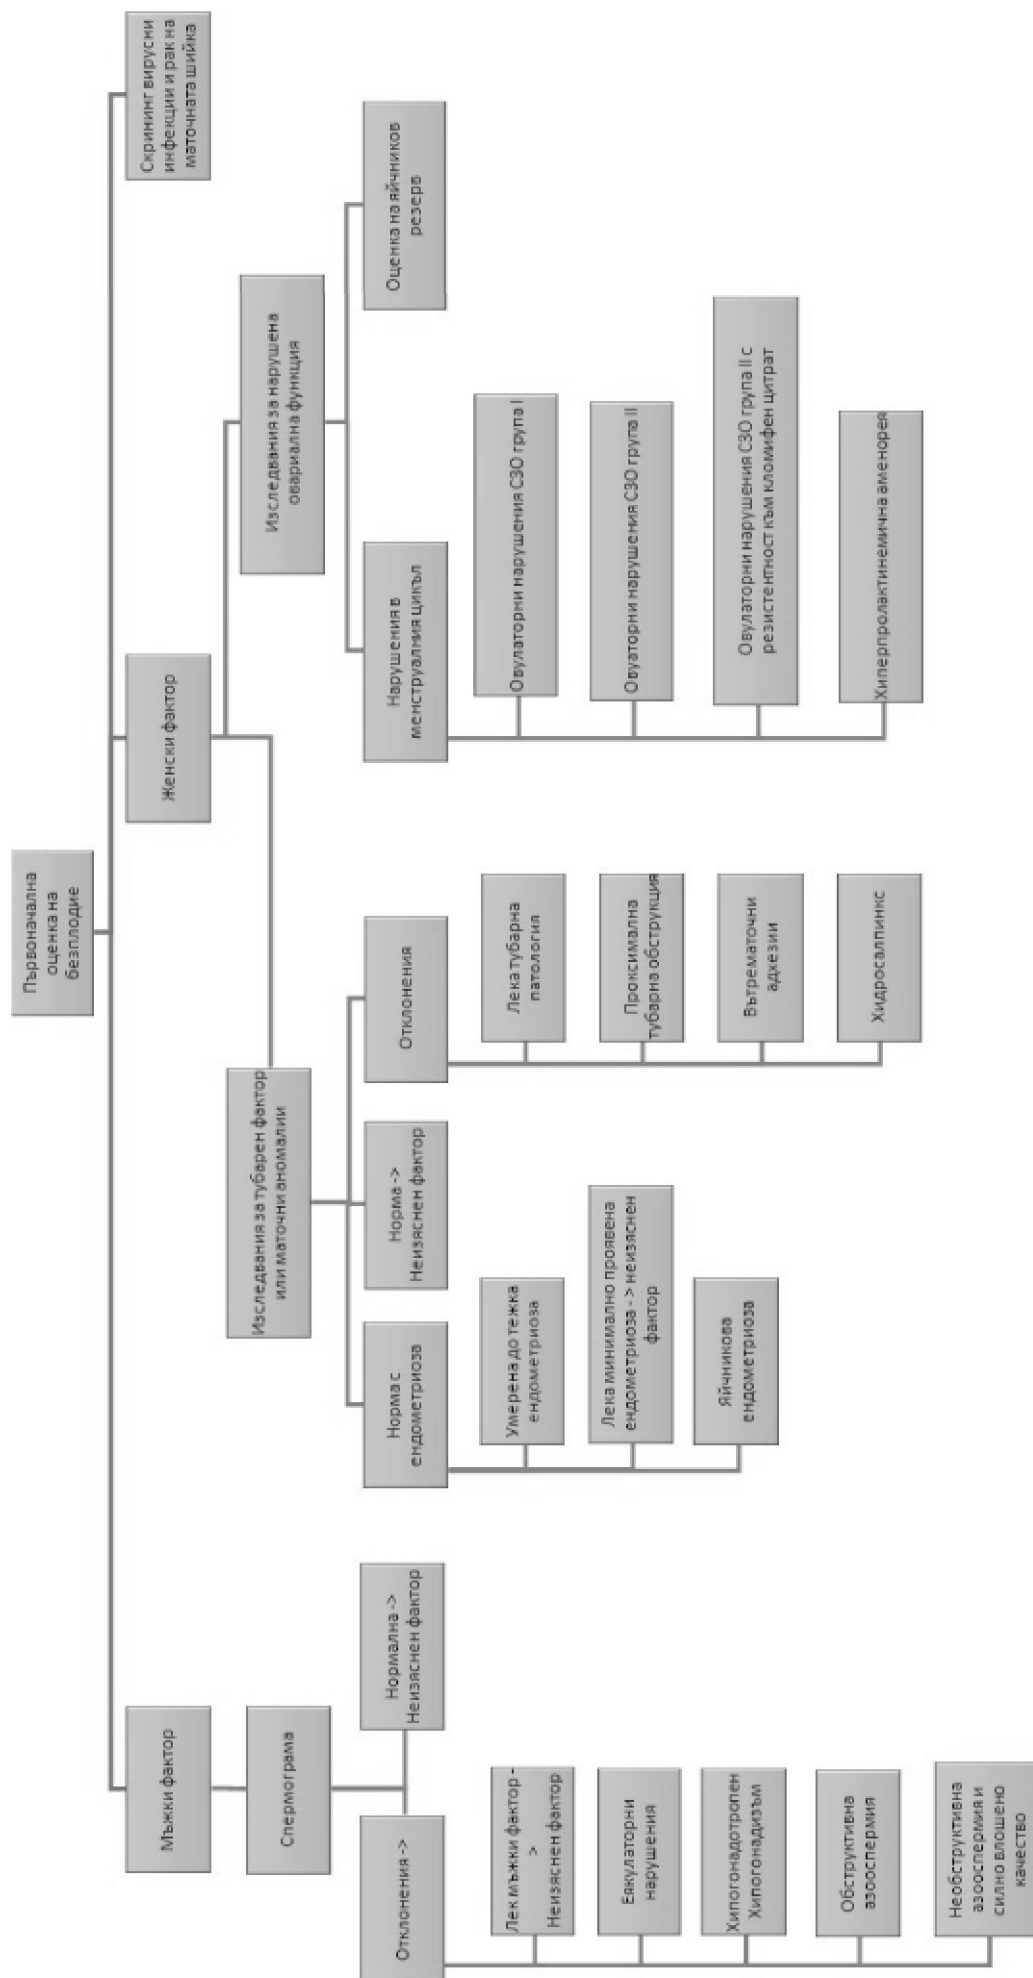 Първоначална
оценка на
безплодие
Мъжки фактор
Женски фактор
Скрининг вирусни
инфекции и рак на
маточната шийка
Спермограма
Изследвания за тубарен фактор
или маточни аномалии
Изследвания за нарушена
овариална функция
Отклонения ->
Нормална ->
Неизяснен фактор
Норма с
ендометриоза
Норма ->
Неизяснен фактор
Отклонения
Нарушения в
менструалния цикъл
Оценка на яйчников
резерв
Лек мъжки фактор -
>
Неизяснен фактор
Еякулаторни
нарушения
Хипогонадотропен
Хипогонадизъм
Обструктивна
азооспермия
Необструктивна
азооспермия и
силно влошено
качество
Умерена до тежка
ендометриоза
Лека минимално проявена
ендометриоза - > неизяснен
фактор
Яйчникова
ендометриоза
Лека тубарна
патология
Проксимална
тубарна обструкция
Вътрематочни
адхезии
Хидросалпинкс
Овулаторни нарушения СЗО група I
Овуаторни нарушения СЗО група II
Овулаторни нарушения СЗО група II с
резистентност към кломифен цитрат
Хиперпролактинемична аменорея